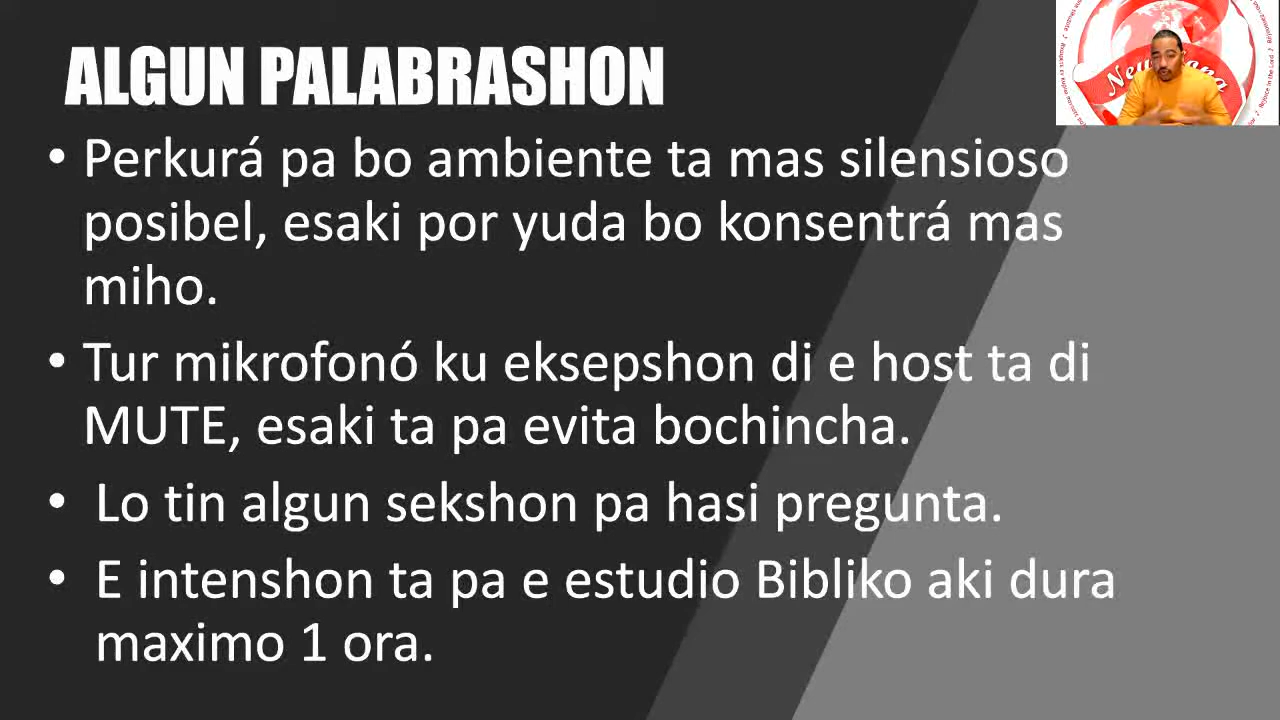 ALGUN PALABRASHON
• Perkurá pa bo ambiente ta mas silensioso
posibel, esaki por yuda bo konsentrá mas
miho.
• Tur mikrofonó ku eksepshon di e host ta di
MUTE, esaki ta pa evita bochincha.
• Lo tin algun sekshon pa hasi pregunta.
• E intenshon ta pa e estudio Bibliko aki dura
maximo 1 ora.